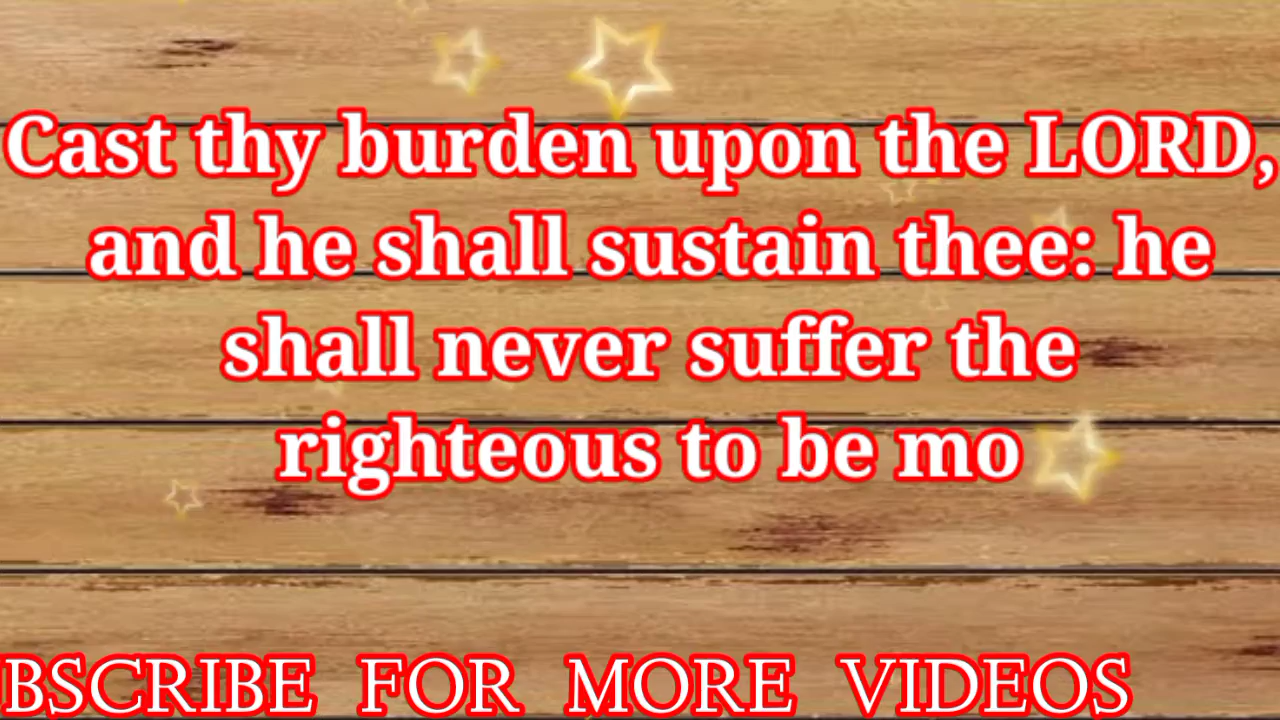 Cast thy burden upon the LORD,
and he shall sustain thee: he
shall never suffer the
righteous to be mo
BSCRIBE FOR MORE VIDEOS